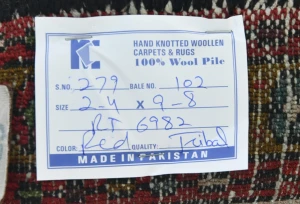 HAND KNOTTED WOOLLEN
CARPETS & RUGS
100% Wool Pile
S.NO. 279 BALE NO. 102
SIZE 2-4 x 9-8
RT 6982
COLOR: Red Tribal
MADE IN PAKISTAN